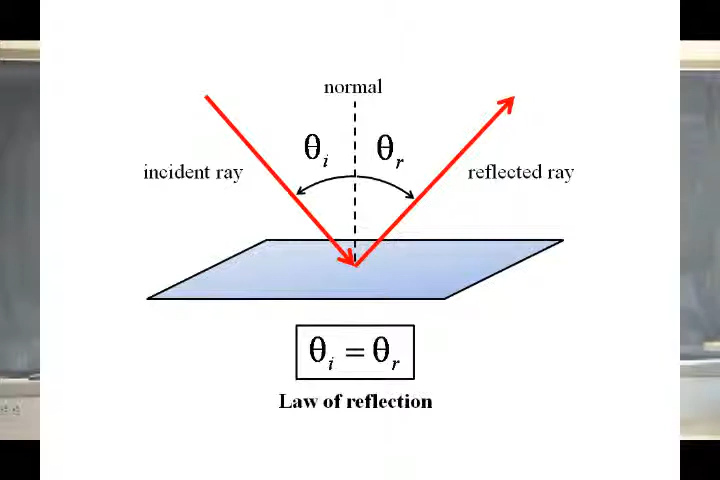 normal
θi θr
incident ray
reflected ray
θi = θr
Law of reflection